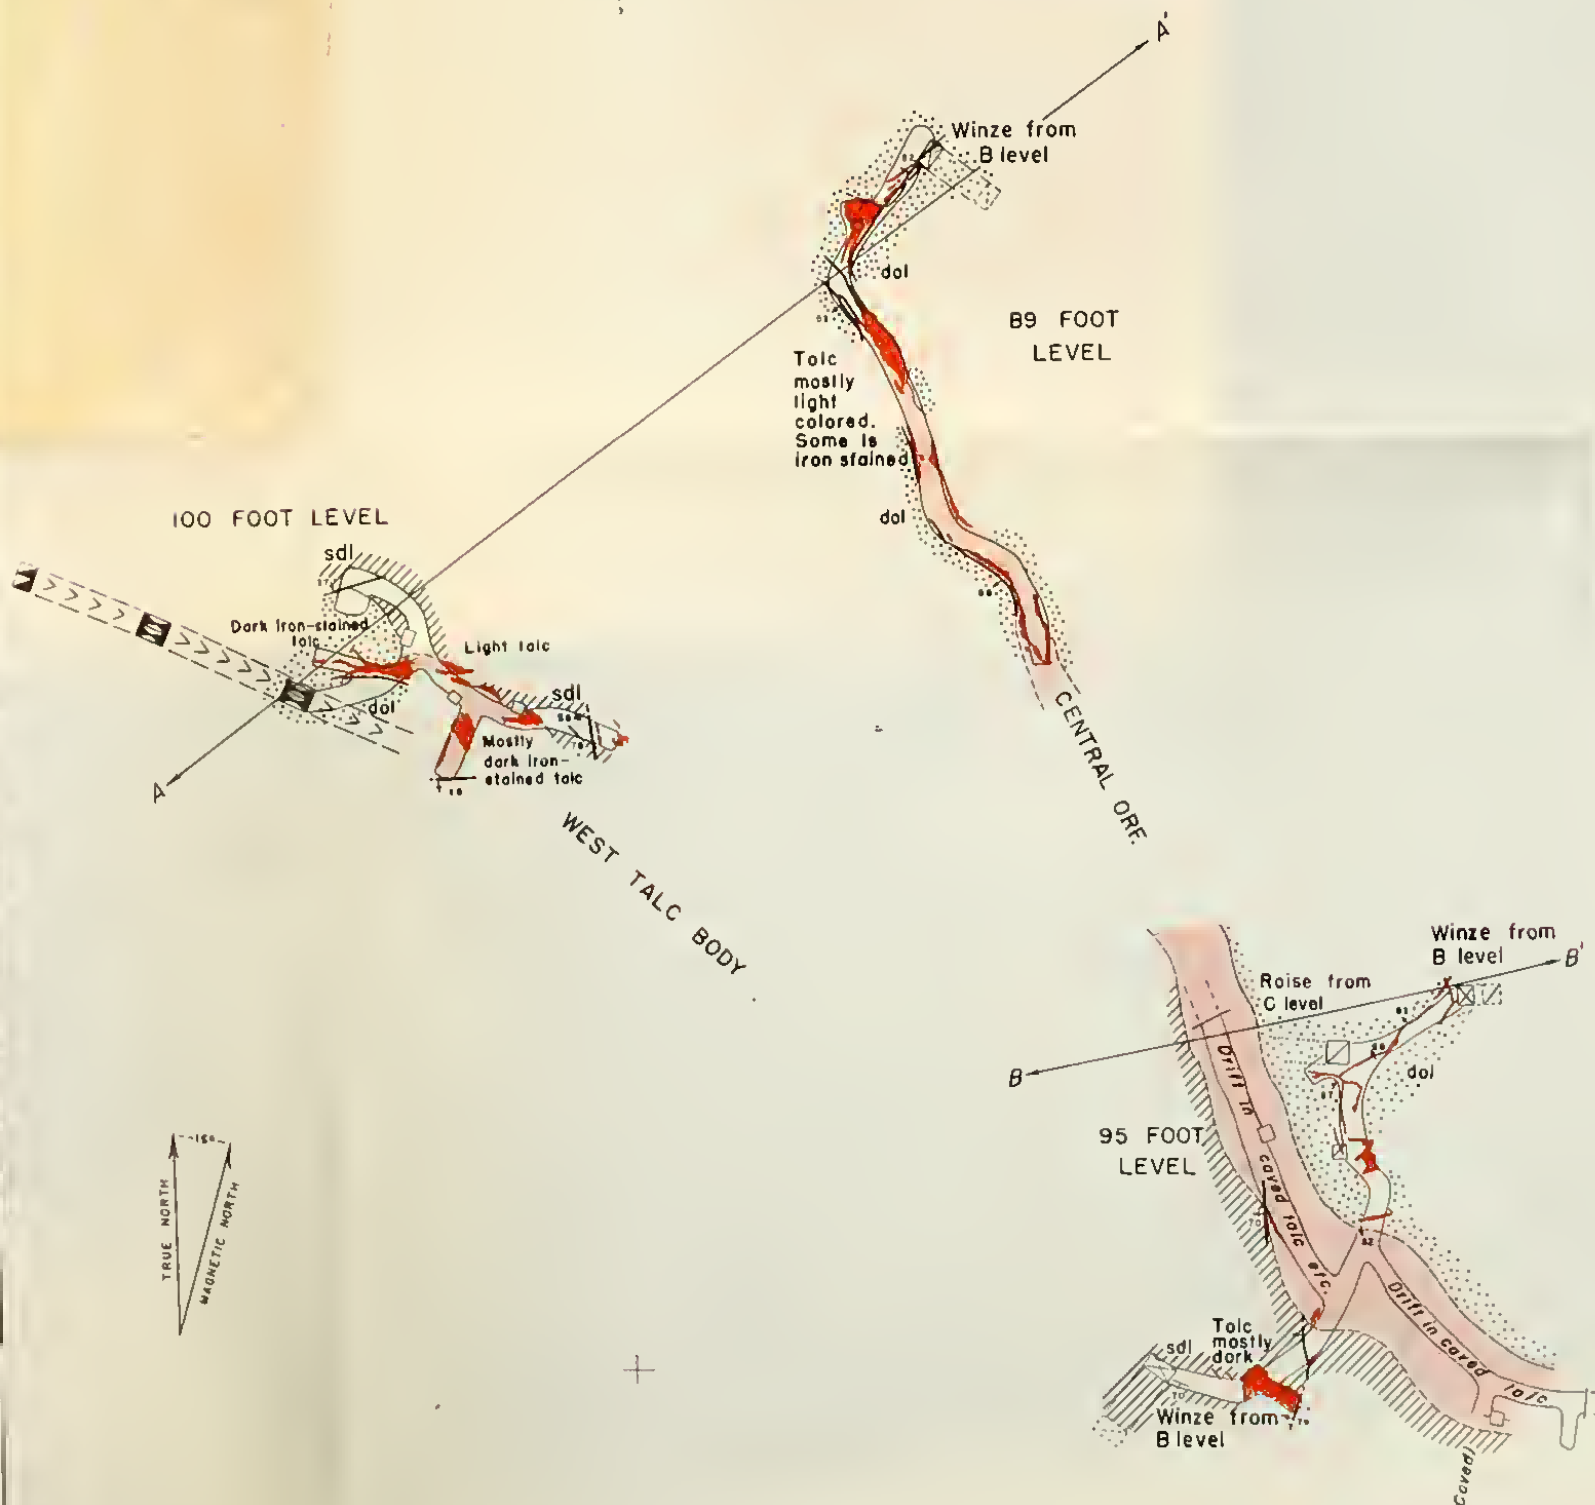 A'
Winze from
B level
dol
89 FOOT
LEVEL
Talc
mostly
light
colored.
Some is
iron stained
dol
100 FOOT LEVEL
sdl
Dark iron-stained
talc
Light talc
sdl
dol
Mostly
dark iron-
stained talc
A
CENTRAL ORE
WEST TALC BODY
Winze from
B level
B'
Raise from
C level
dol
B
Drift in caved talc etc.
95 FOOT
LEVEL
TRUE NORTH
MAGNETIC NORTH
Drift in caved talc
Talc
mostly
dark
sdl
Winze from
B level
Caved)